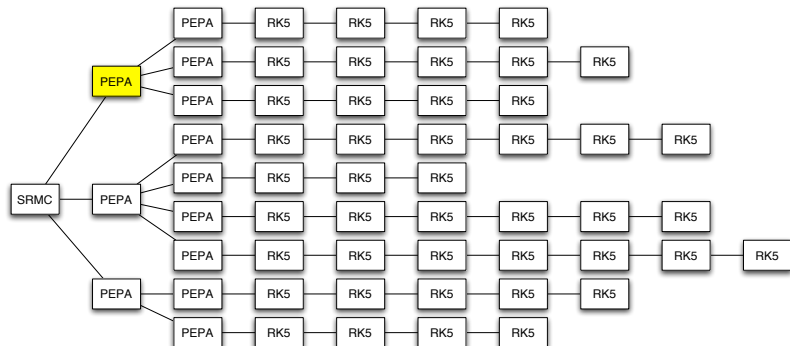 PEPA RK5 RK5 RK5 RK5
PEPA RK5 RK5 RK5 RK5 RK5
PEPA
PEPA RK5 RK5 RK5 RK5
PEPA RK5 RK5 RK5 RK5 RK5 RK5
PEPA RK5 RK5 RK5
SRMC PEPA
PEPA RK5 RK5 RK5 RK5 RK5 RK5
PEPA RK5 RK5 RK5 RK5 RK5 RK5 RK5
PEPA PEPA RK5 RK5 RK5 RK5 RK5
PEPA RK5 RK5 RK5 RK5